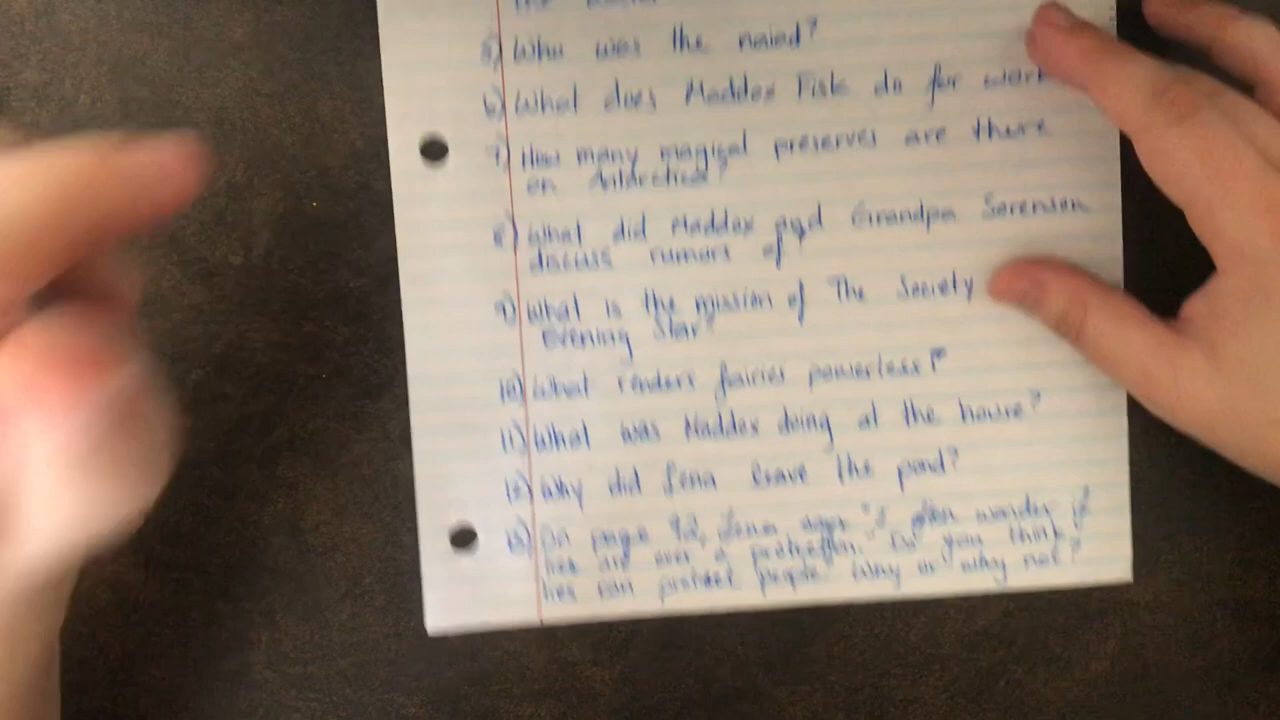 5) Who was the naiad?
6) What does Maddox Fisk do for work
7) How many magical preserves are there
on Antarctica?
8) What did Maddox and Grandpa Sorenson
discuss rumors of?
9) What is the mission of The Society
Evening Star
10) What renders fairies powerless?
11) What was Maddox doing at the house?
12) Why did Lena leave the pond?
13) On page 92, Lena says "I often wonder if
lies are ever a protection." Do you think
lies can protect people? Why or why not?